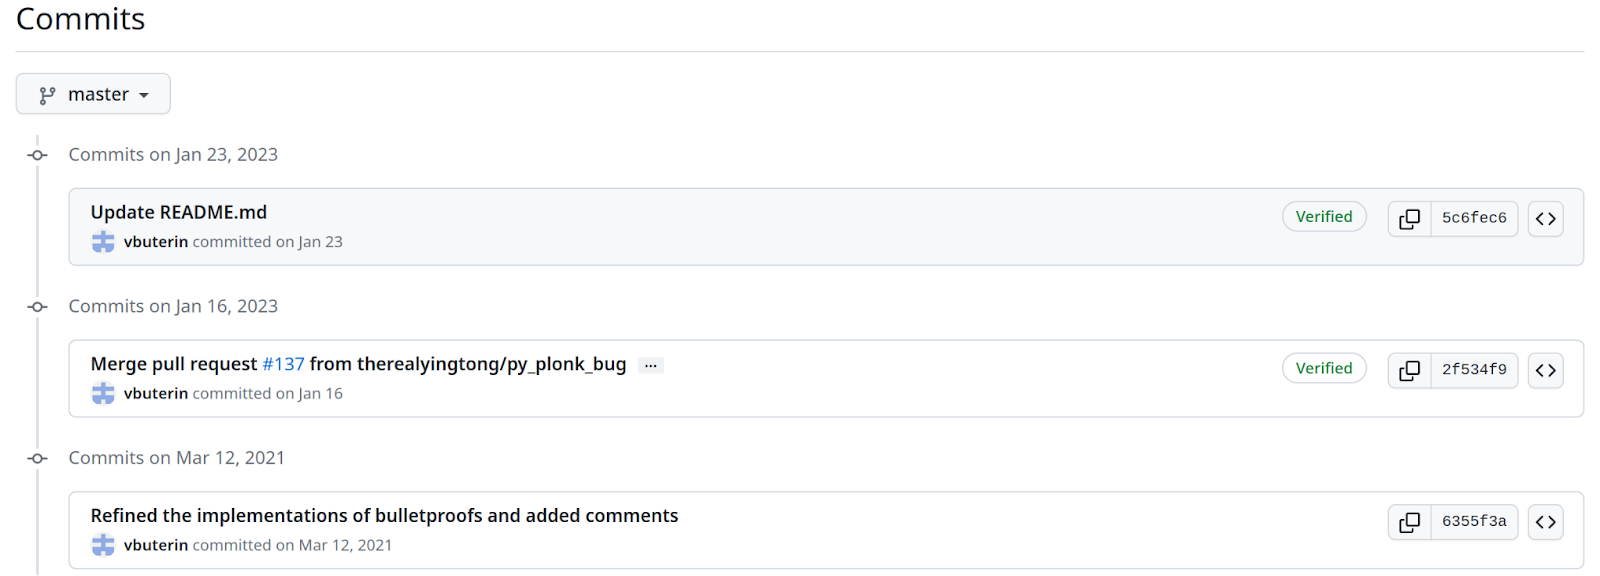 Commits
master
Commits on Jan 23, 2023
Update README.md
Verified
5c6fec6
vbuterin committed on Jan 23
Commits on Jan 16, 2023
Merge pull request #137 from therealyingtong/py_plonk_bug ...
Verified
2f534f9
vbuterin committed on Jan 16
Commits on Mar 12, 2021
Refined the implementations of bulletproofs and added comments
6355f3a
vbuterin committed on Mar 12, 2021